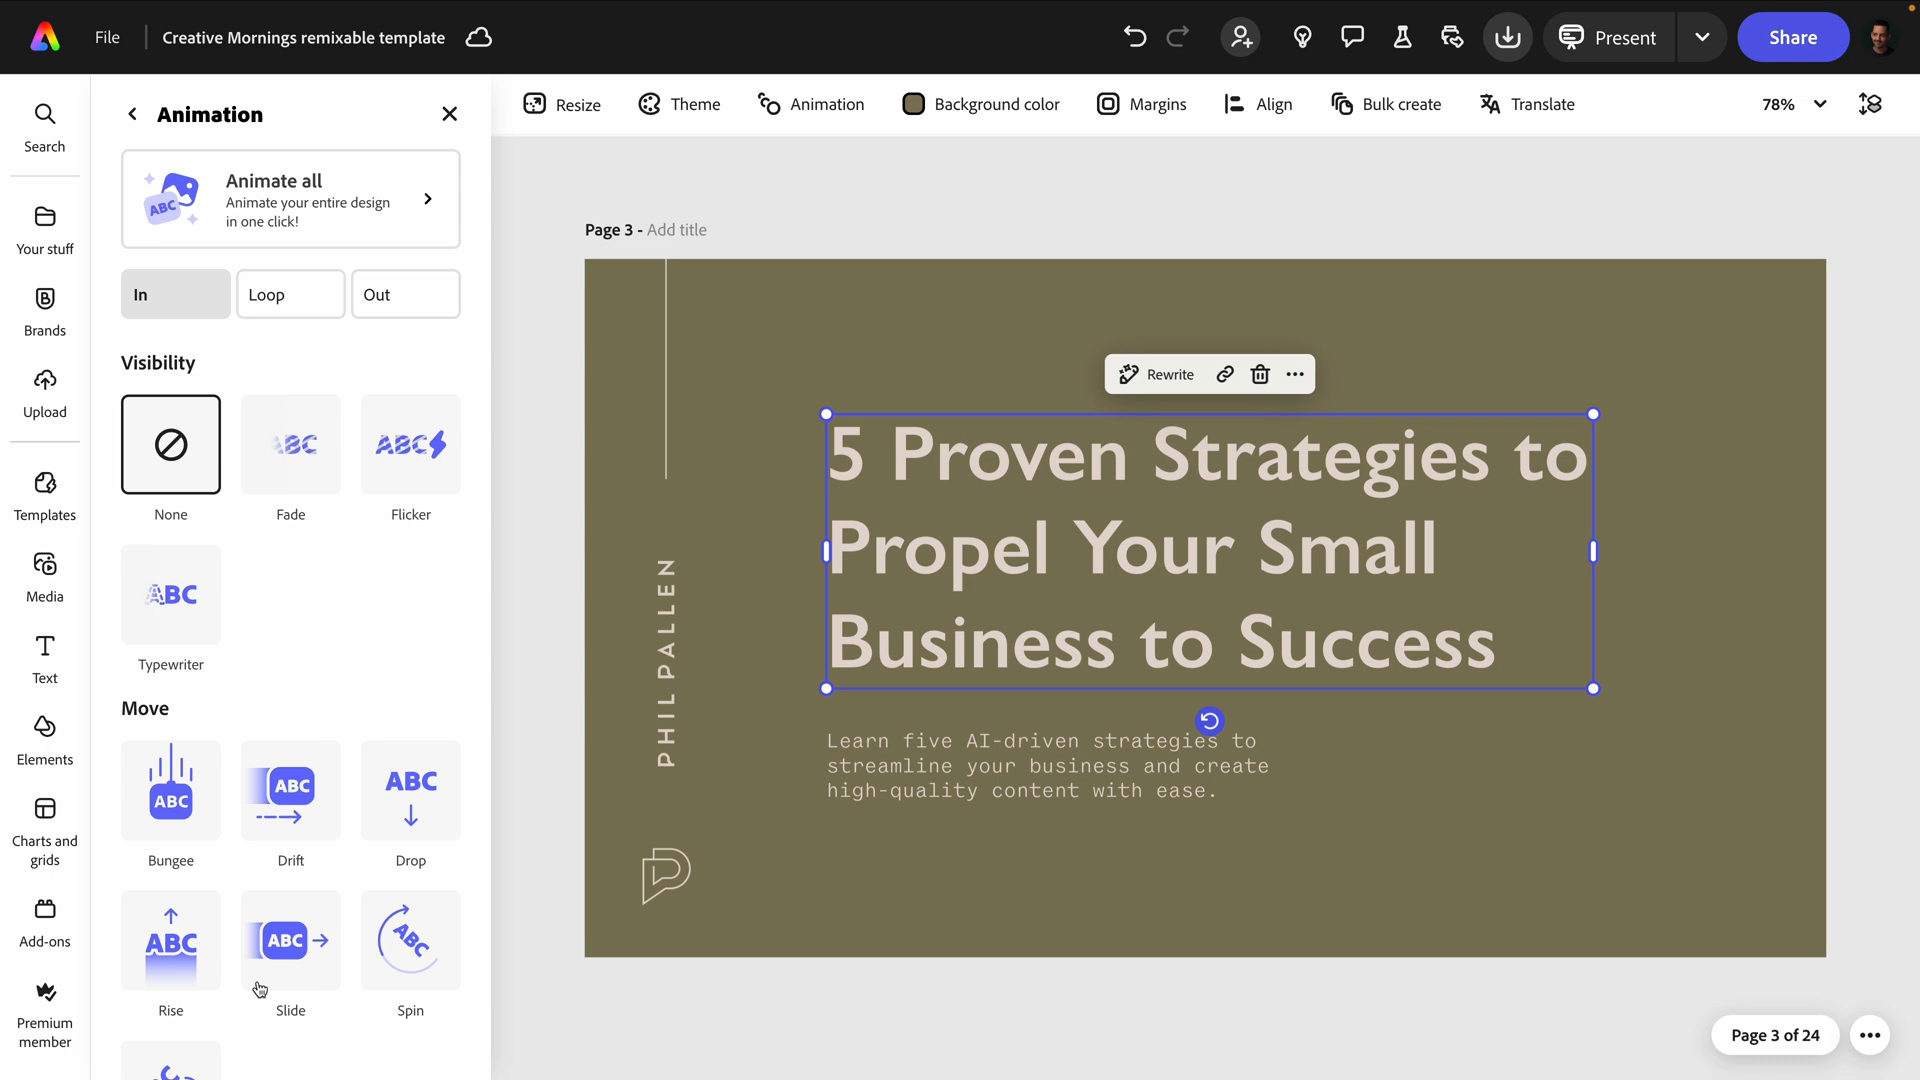 File
Creative Mornings remixable template
Present
Share
Search
Your stuff
Brands
Upload
Templates
Media
Text
Elements
Charts and
grids
Add-ons
Premium
member
Animation
Animate all
Animate your entire design
in one click!
ABC
In
Loop
Out
Visibility
ABC
ABC
None
Fade
Flicker
ABC
Typewriter
Move
ABC
ABC
ABC
Bungee
Drift
Drop
ABC
ABC
ABC
Rise
Slide
Spin
Resize
Theme
Animation
Background color
Margins
Align
Bulk create
Translate
78%
Page 3 - Add title
Rewrite
5 Proven Strategies to
Propel Your Small
Business to Success
PHIL PALLEN
Learn five AI-driven strategies to
streamline your business and create
high-quality content with ease.
Page 3 of 24